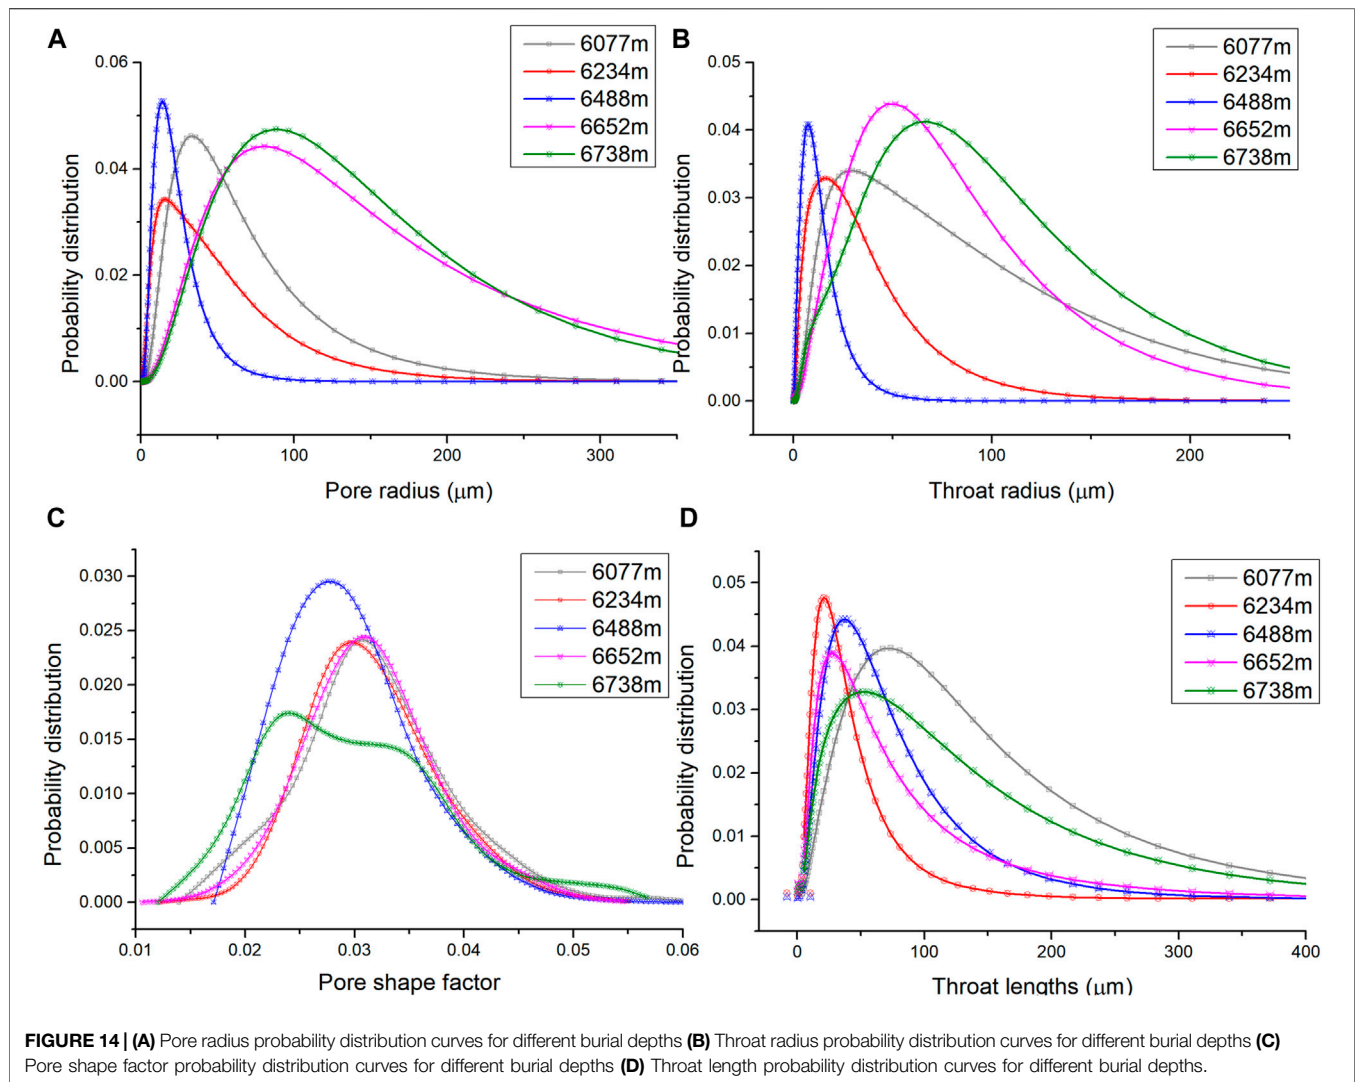 A
6077m
6234m
6488m
6652m
6738m
0.06
0.04
0.02
0.00
Probability distribution
0
100
200
300
Pore radius (μm)
B
6077m
6234m
6488m
6652m
6738m
0.05
0.04
0.03
0.02
0.01
0.00
Probability distribution
0
100
200
Throat radius (μm)
C
6077m
6234m
6488m
6652m
6738m
0.030
0.025
0.020
0.015
0.010
0.005
0.000
Probability distribution
0.01
0.02
0.03
0.04
0.05
0.06
Pore shape factor
D
6077m
6234m
6488m
6652m
6738m
0.05
0.04
0.03
0.02
0.01
0.00
Probability distribution
0
100
200
300
400
Throat lengths (μm)
FIGURE 14 | (A) Pore radius probability distribution curves for different burial depths (B) Throat radius probability distribution curves for different burial depths (C)
Pore shape factor probability distribution curves for different burial depths (D) Throat length probability distribution curves for different burial depths.